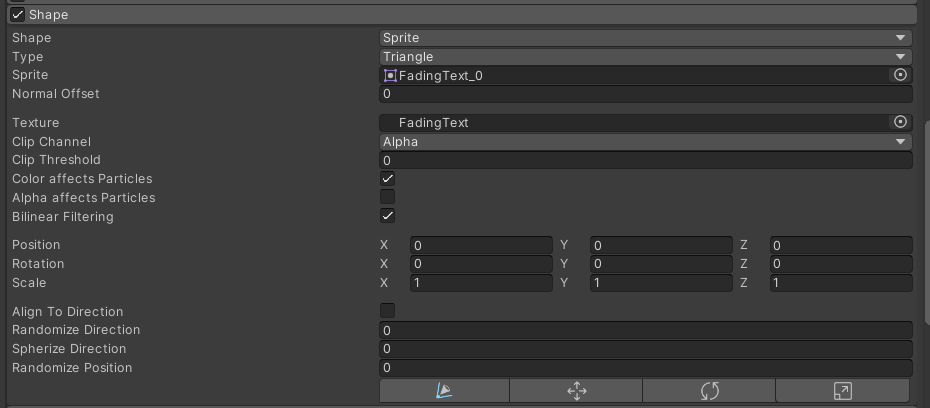 Shape
Shape Sprite
Type Triangle
Sprite FadingText_0
Normal Offset 0
Texture FadingText
Clip Channel Alpha
Clip Threshold 0
Color affects Particles
Alpha affects Particles
Bilinear Filtering
Position X 0 Y 0 Z 0
Rotation X 0 Y 0 Z 0
Scale X 1 Y 1 Z 1
Align To Direction
Randomize Direction 0
Spherize Direction 0
Randomize Position 0